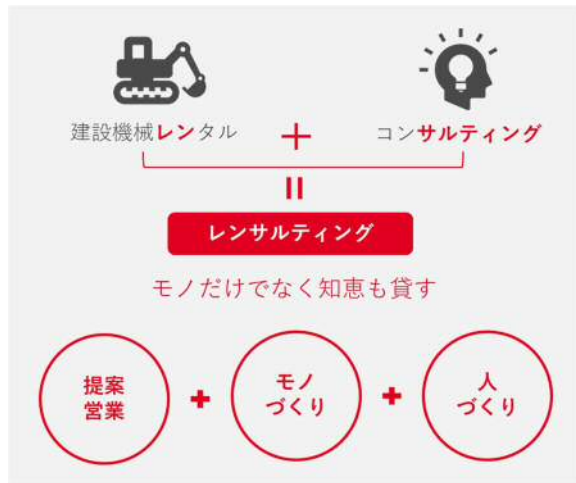 建設機械レンタル + コンサルティング
=
レンサルティング
モノだけでなく知恵も貸す
提案
営業
+
モノ
づくり
+
人
づくり